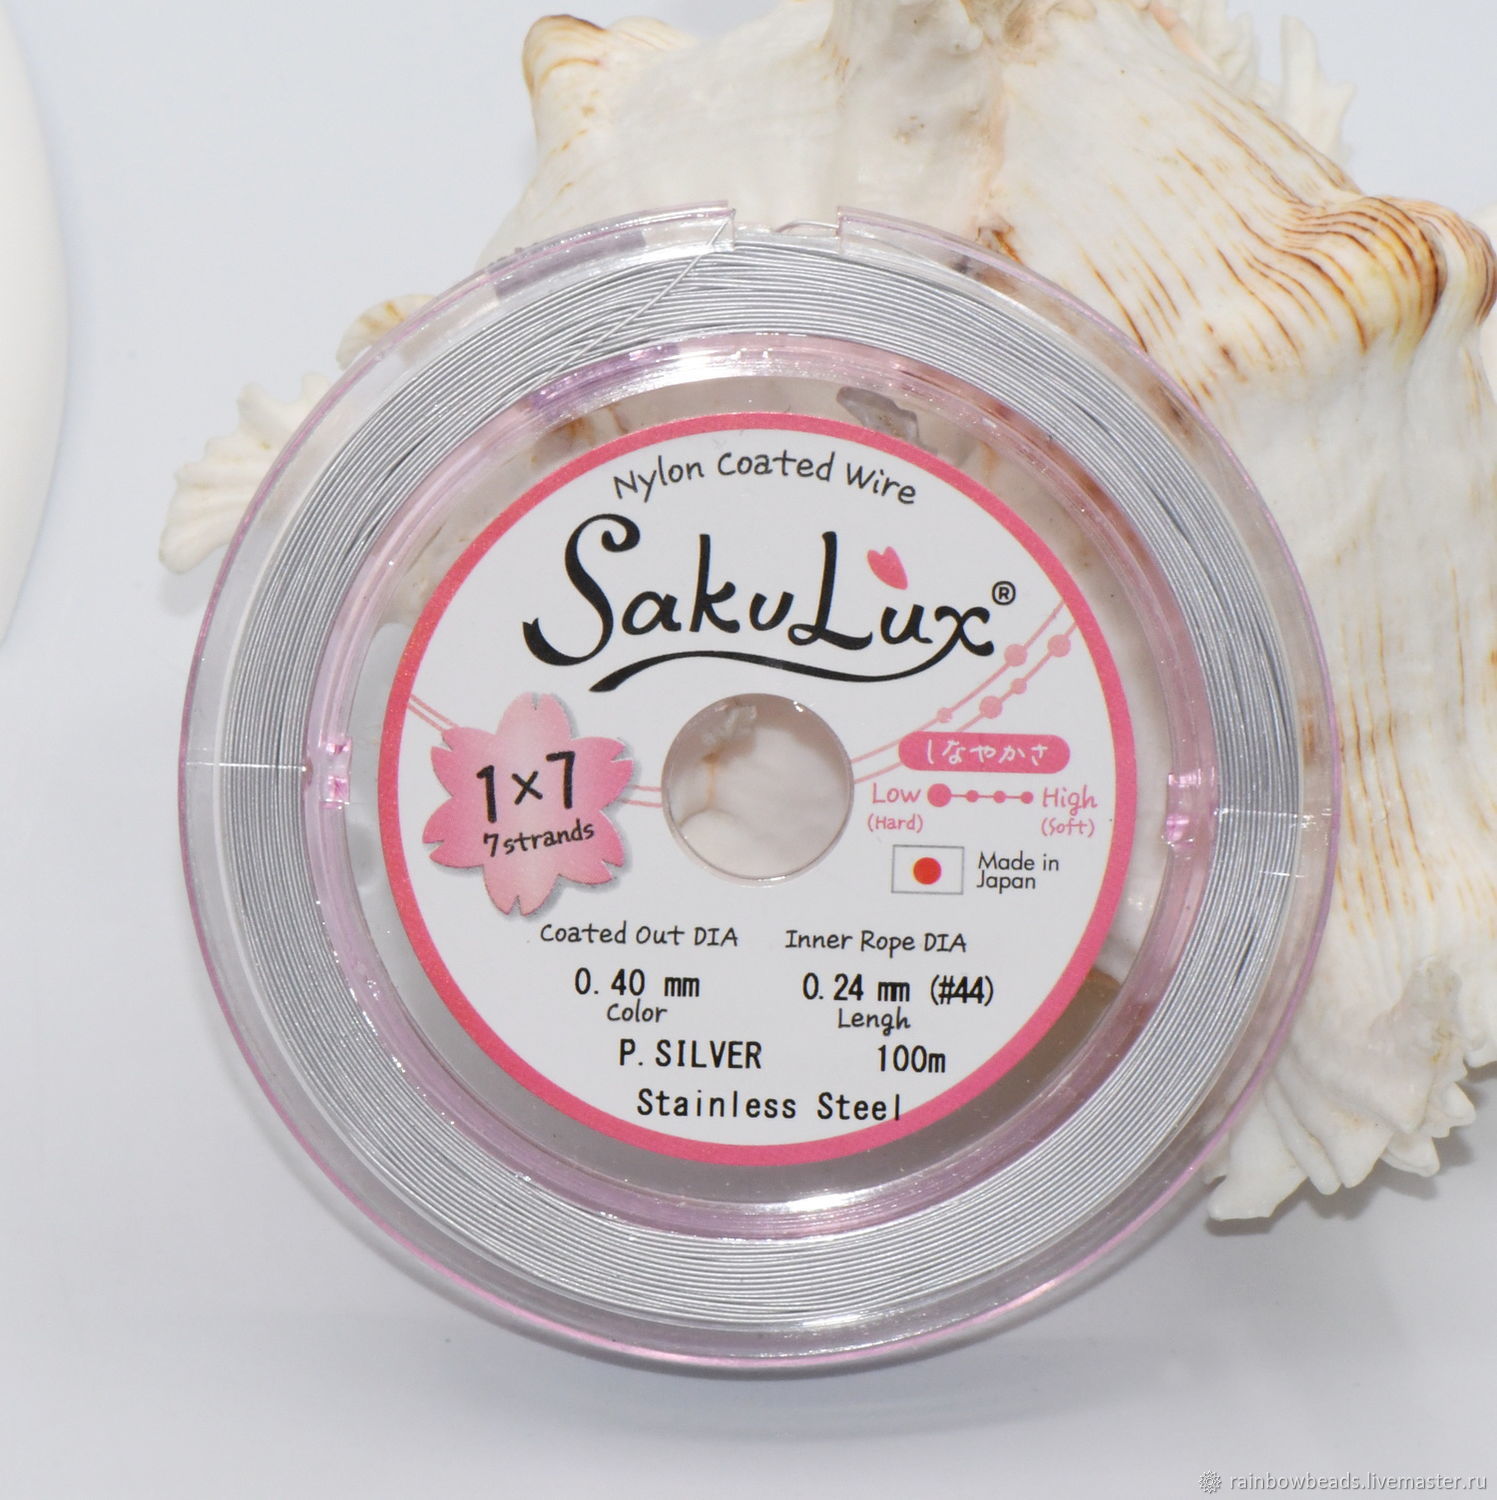 Nylon Coated Wire
SakuLux®
1×7
7strands
しなやかさ
Low High
(Hard) (Soft)
Made in
Japan
Coated Out DIA Inner Rope DIA
0.40 mm 0.24 mm (#44)
Color Lengh
P.SILVER 100m
Stainless Steel
rainbowbeads.livemaster.ru